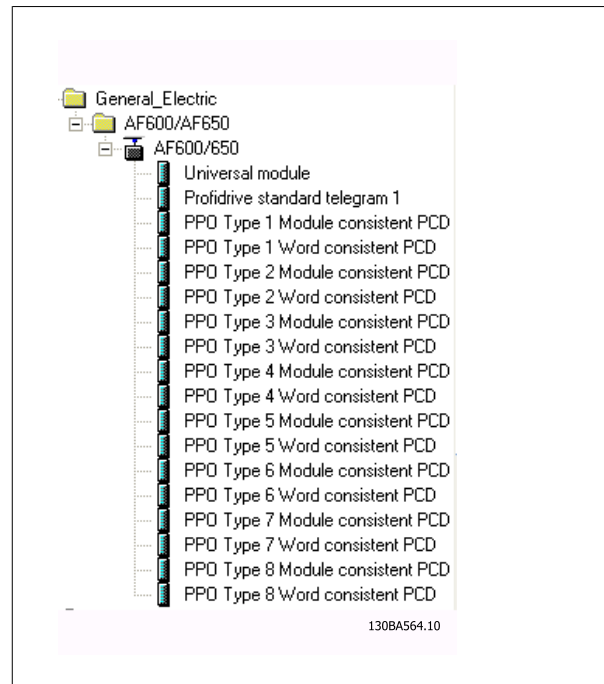 General_Electric
AF600/AF650
AF600/650
Universal module
Profidrive standard telegram 1
PPO Type 1 Module consistent PCD
PPO Type 1 Word consistent PCD
PPO Type 2 Module consistent PCD
PPO Type 2 Word consistent PCD
PPO Type 3 Module consistent PCD
PPO Type 3 Word consistent PCD
PPO Type 4 Module consistent PCD
PPO Type 4 Word consistent PCD
PPO Type 5 Module consistent PCD
PPO Type 5 Word consistent PCD
PPO Type 6 Module consistent PCD
PPO Type 6 Word consistent PCD
PPO Type 7 Module consistent PCD
PPO Type 7 Word consistent PCD
PPO Type 8 Module consistent PCD
PPO Type 8 Word consistent PCD
130BA564.10